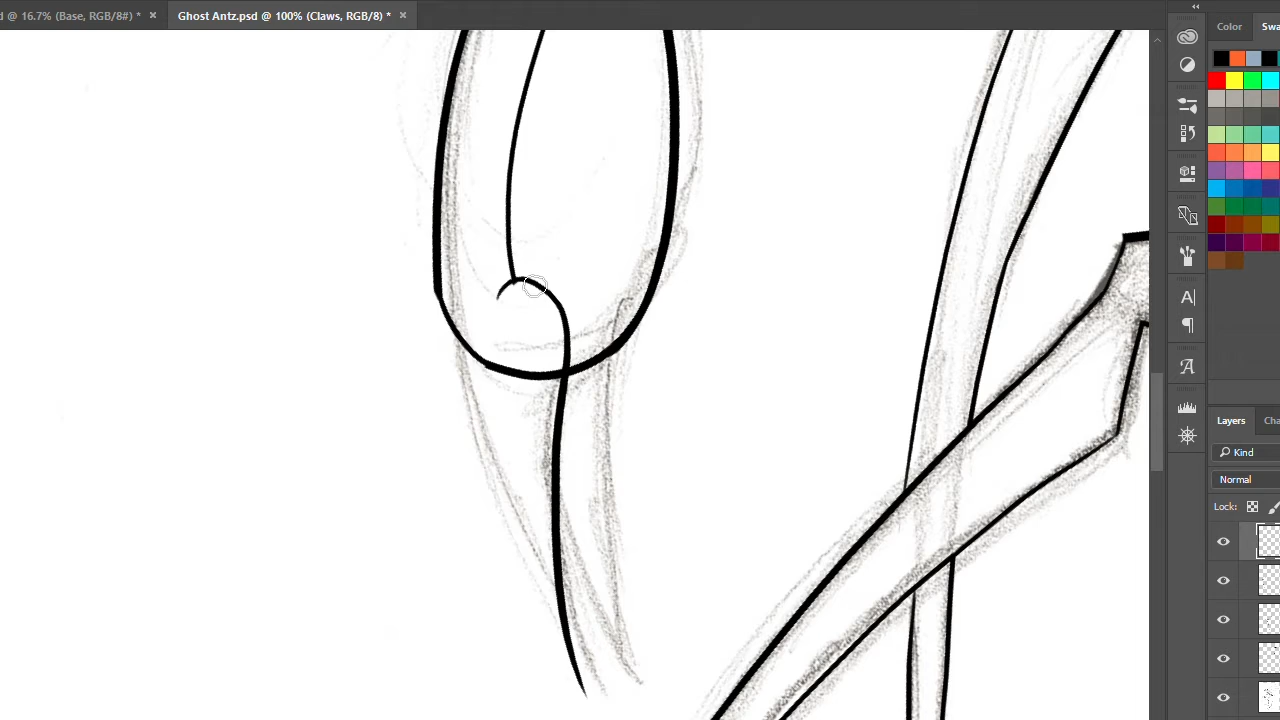 d @ 16.7% (Base, RGB/8#) *
Ghost Antz.psd @ 100% (Claws, RGB/8) *
Color
Swa
Layers
Cha
Kind
Normal
Lock: